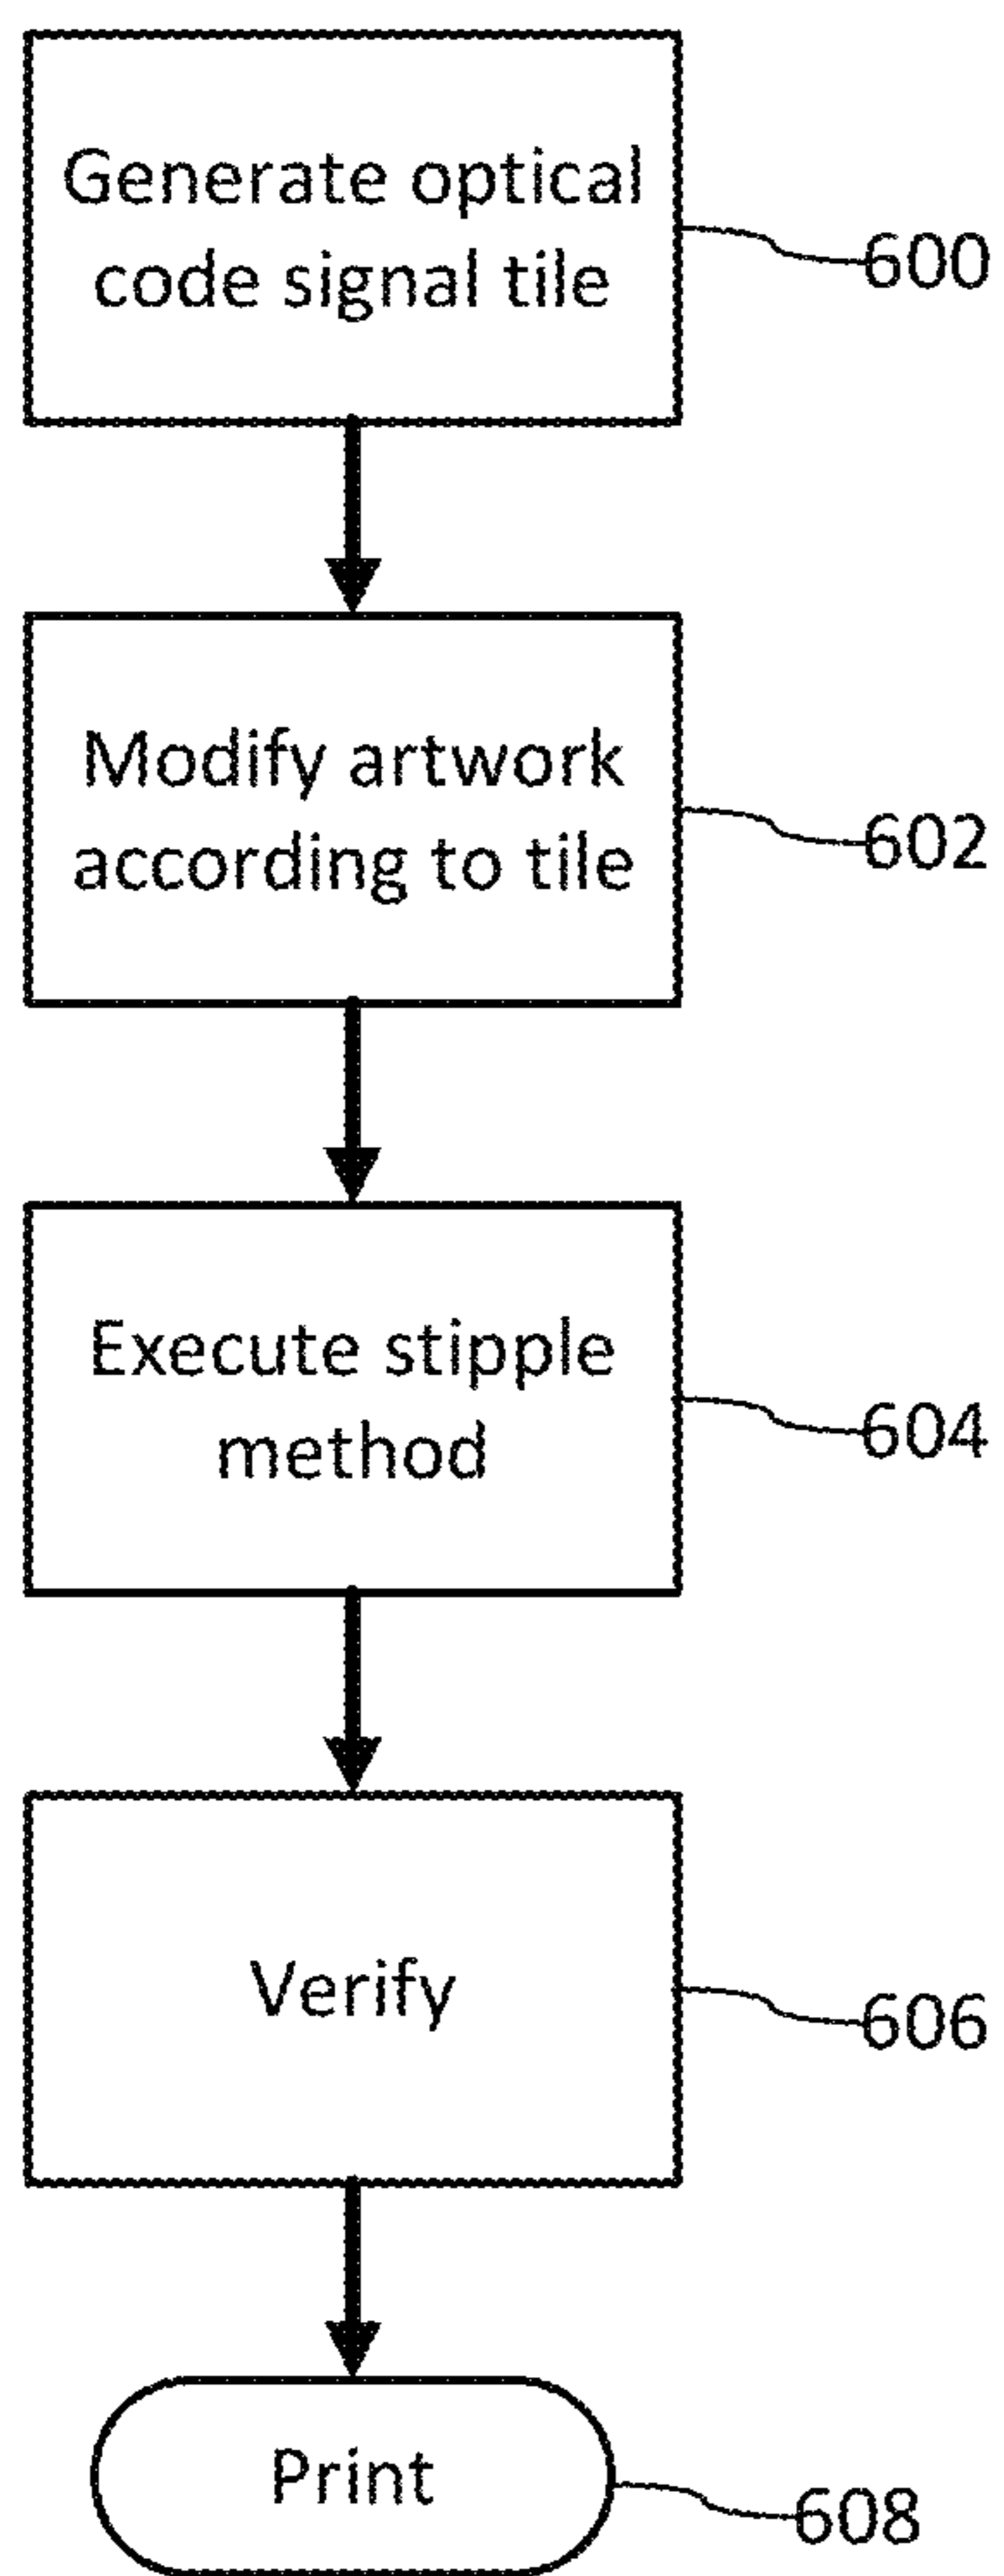 Generate optical
code signal tile
600
Modify artwork
according to tile
602
Execute stipple
method
604
Verify
606
Print
608